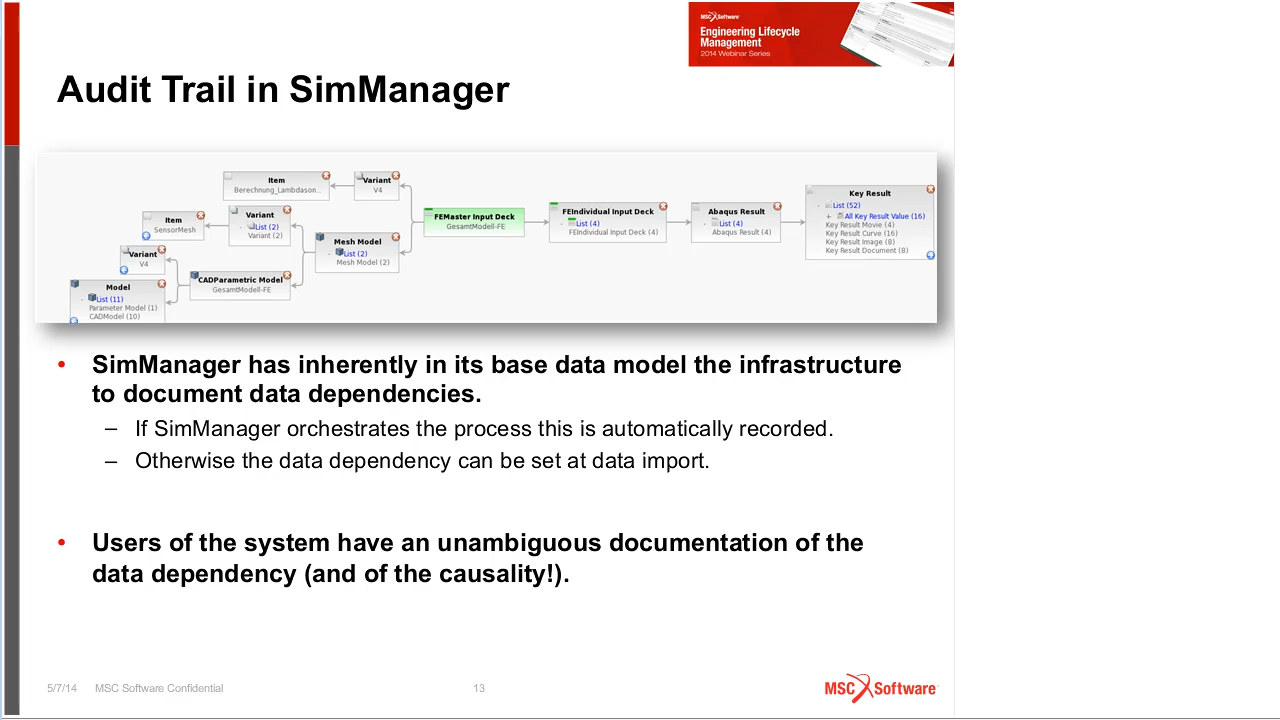 MSC Software
Engineering Lifecycle
Management
2014 Webinar Series
Audit Trail in SimManager
Item
Berechnung_Lambdason...
Variant
V4
Item
SensorMesh
Variant
List (2)
Variant (2)
FEMaster Input Deck
GesamtModell-FE
FEIndividual Input Deck
List (4)
FEIndividual Input Deck (4)
Abaqus Result
List (4)
Abaqus Result (4)
Key Result
List (52)
All Key Result Value (16)
Key Result Movie (4)
Key Result Curve (16)
Key Result Image (8)
Key Result Document (8)
Mesh Model
List (2)
Mesh Model (2)
Variant
V4
CADParametric Model
GesamtModell-FE
Model
List (11)
Parameter Model (1)
CADModel (10)
• SimManager has inherently in its base data model the infrastructure
to document data dependencies.
– If SimManager orchestrates the process this is automatically recorded.
– Otherwise the data dependency can be set at data import.
• Users of the system have an unambiguous documentation of the
data dependency (and of the causality!).
5/7/14 MSC Software Confidential 13
MSC Software